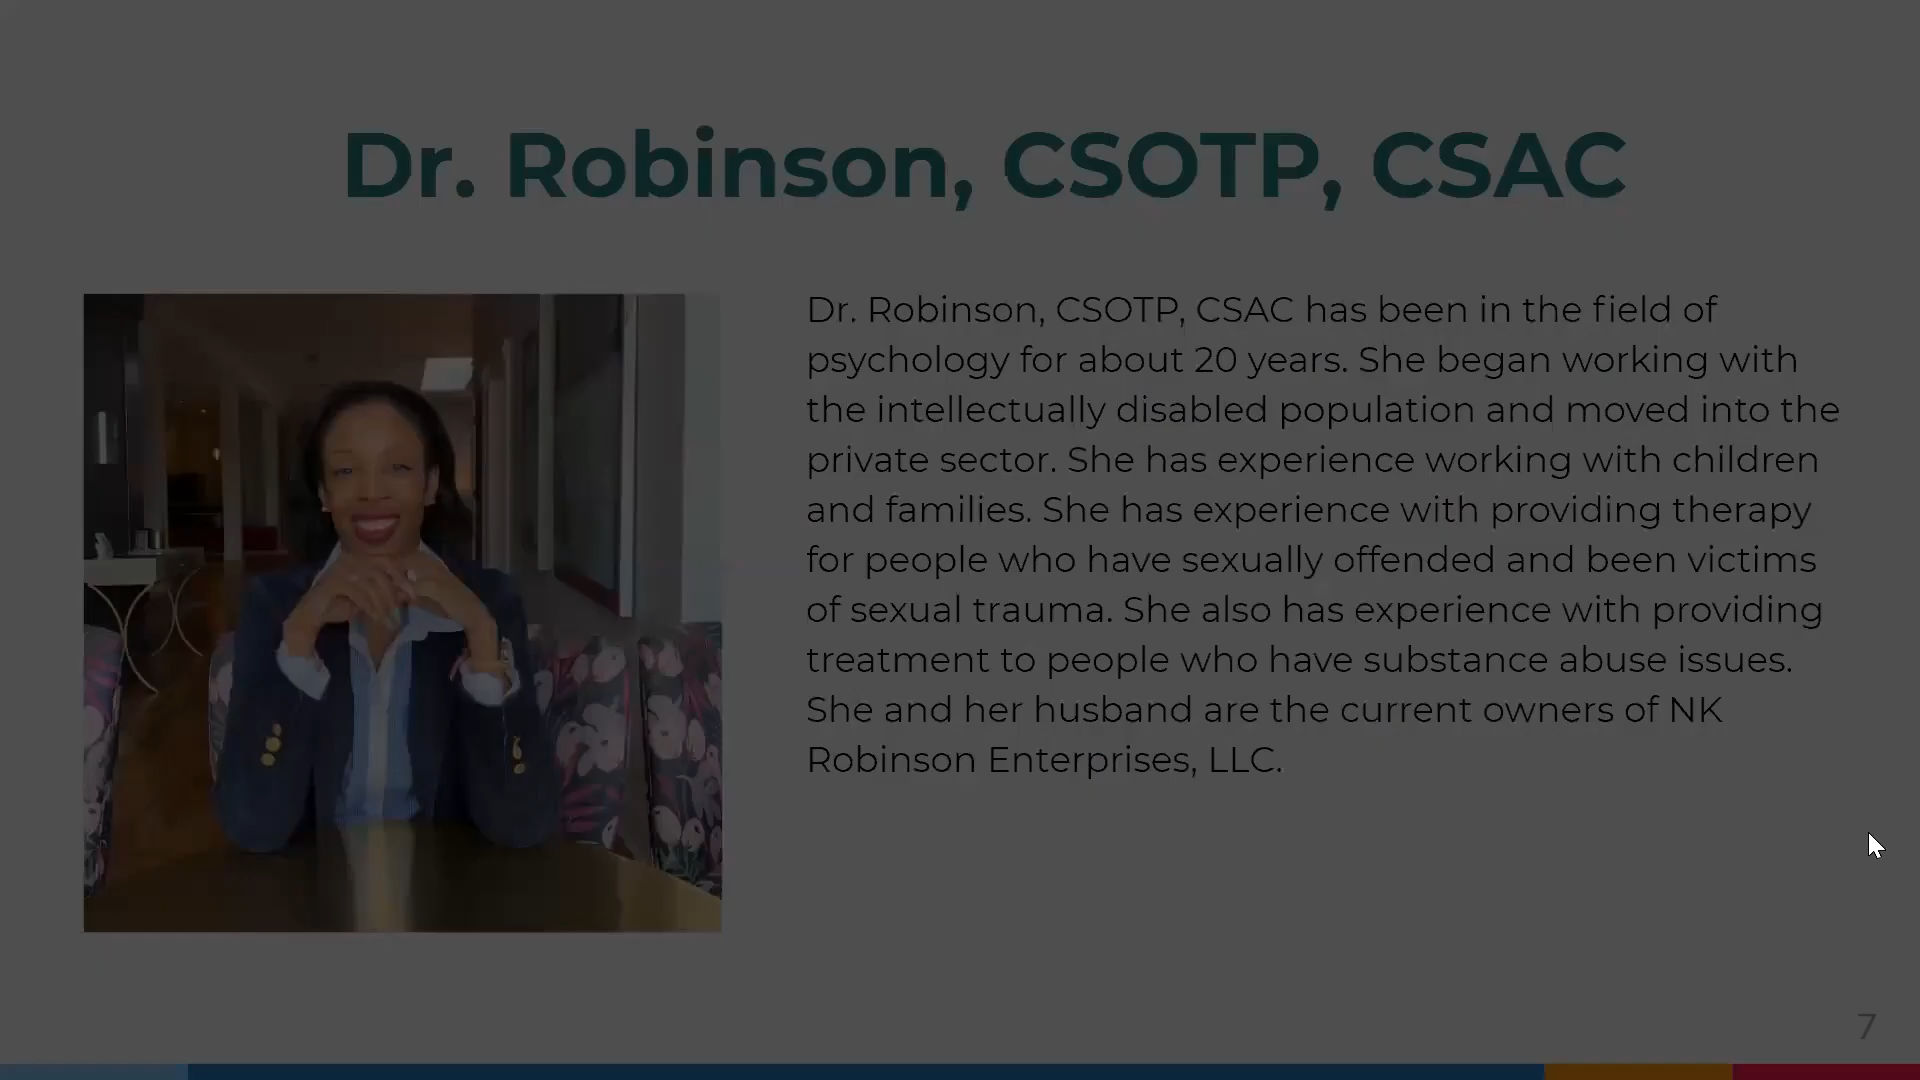 Dr. Robinson, CSOTP, CSAC
Dr. Robinson, CSOTP, CSAC has been in the field of
psychology for about 20 years. She began working with
the intellectually disabled population and moved into the
private sector. She has experience working with children
and families. She has experience with providing therapy
for people who have sexually offended and been victims
of sexual trauma. She also has experience with providing
treatment to people who have substance abuse issues.
She and her husband are the current owners of NK
Robinson Enterprises, LLC.
7